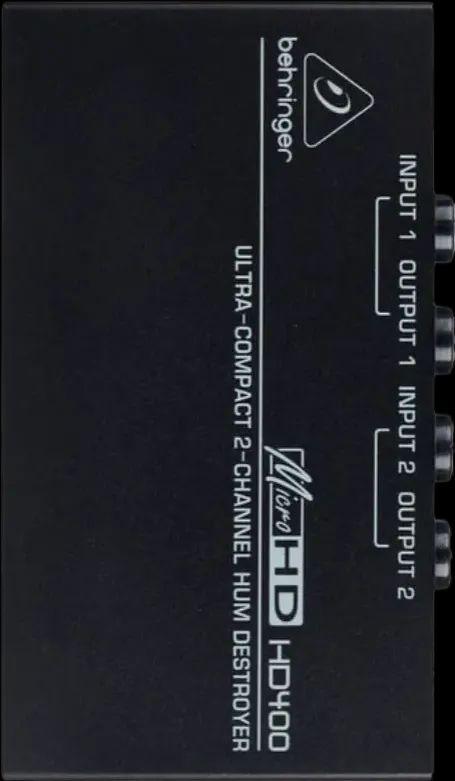 INPUT 1 OUTPUT 1 INPUT 2 OUTPUT 2
behringer
Micro HD HD400
ULTRA-COMPACT 2-CHANNEL HUM DESTROYER